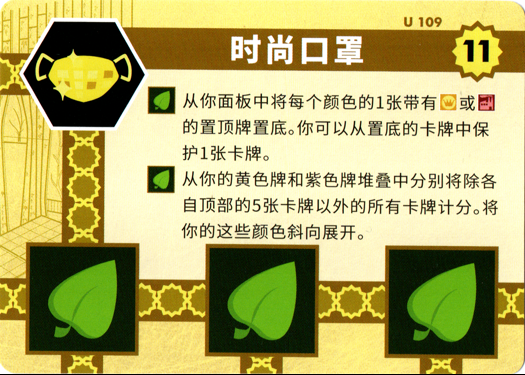 U 109
时尚口罩
11
从你面板中将每个颜色的1张带有或
的置顶牌置底。你可以从置底的卡牌中保
护1张卡牌。
从你的黄色牌和紫色牌堆叠中分别将除各
自顶部的5张卡牌以外的所有卡牌计分。将
你的这些颜色斜向展开。